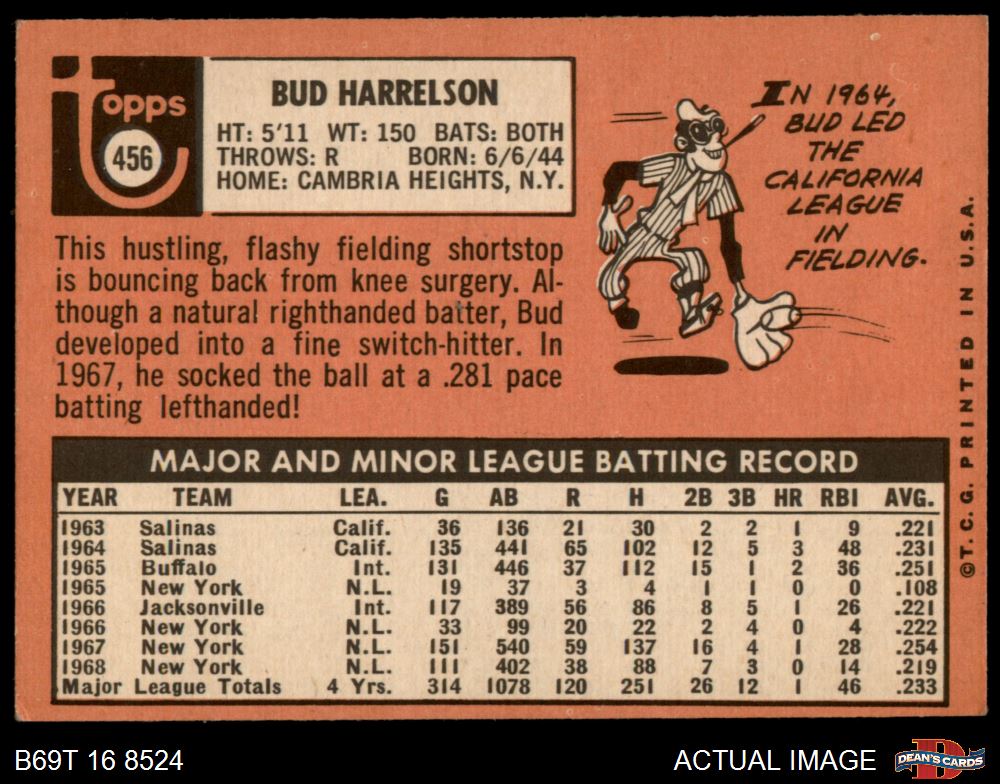 Topps
456
BUD HARRELSON
HT: 5'11 WT: 150 BATS: BOTH
THROWS: R BORN: 6/6/44
HOME: CAMBRIA HEIGHTS, N.Y.
This hustling, flashy fielding shortstop
is bouncing back from knee surgery. Al-
though a natural righthanded batter, Bud
developed into a fine switch-hitter. In
1967, he socked the ball at a .281 pace
batting lefthanded!
IN 1964,
BUD LED
THE
CALIFORNIA
LEAGUE
IN
FIELDING.
©T.C.G. PRINTED IN U.S.A.
MAJOR AND MINOR LEAGUE BATTING RECORD
YEAR TEAM LEA. G AB R H 2B 3B HR RBI AVG.
1963 Salinas Calif. 36 136 21 30 2 2 1 9 .221
1964 Salinas Calif. 135 441 65 102 12 5 3 48 .231
1965 Buffalo Int. 131 446 37 112 15 1 2 36 .251
1965 New York N.L. 19 37 3 4 1 1 0 0 .108
1966 Jacksonville Int. 117 389 56 86 8 5 1 26 .221
1966 New York N.L. 33 99 20 22 2 4 0 4 .222
1967 New York N.L. 151 540 59 137 16 4 1 28 .254
1968 New York N.L. 111 402 38 88 7 3 0 14 .219
Major League Totals 4 Yrs. 314 1078 120 251 26 12 1 46 .233
B69T 16 8524
ACTUAL IMAGE
DEAN'S CARDS